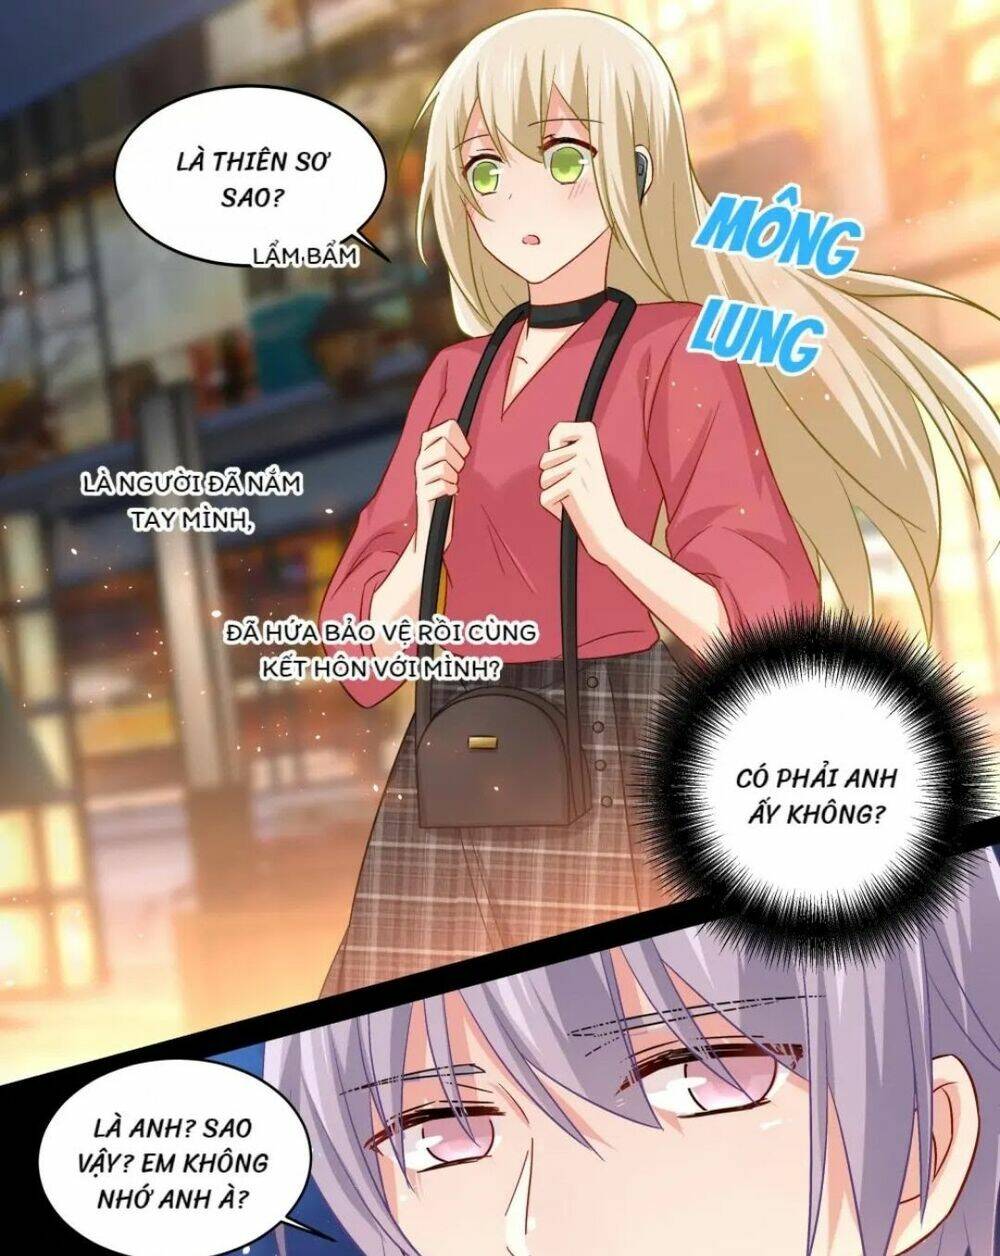 LÀ THIÊN SƠ
SAO?
LẨM BẨM
MÔNG
LUNG
LÀ NGƯỜI ĐÃ NẮM
TAY MÌNH,
ĐÃ HỨA BẢO VỆ RỒI CÙNG
KẾT HÔN VỚI MÌNH?
CÓ PHẢI ANH
ẤY KHÔNG?
LÀ ANH? SAO
VẬY? EM KHÔNG
NHỚ ANH À?